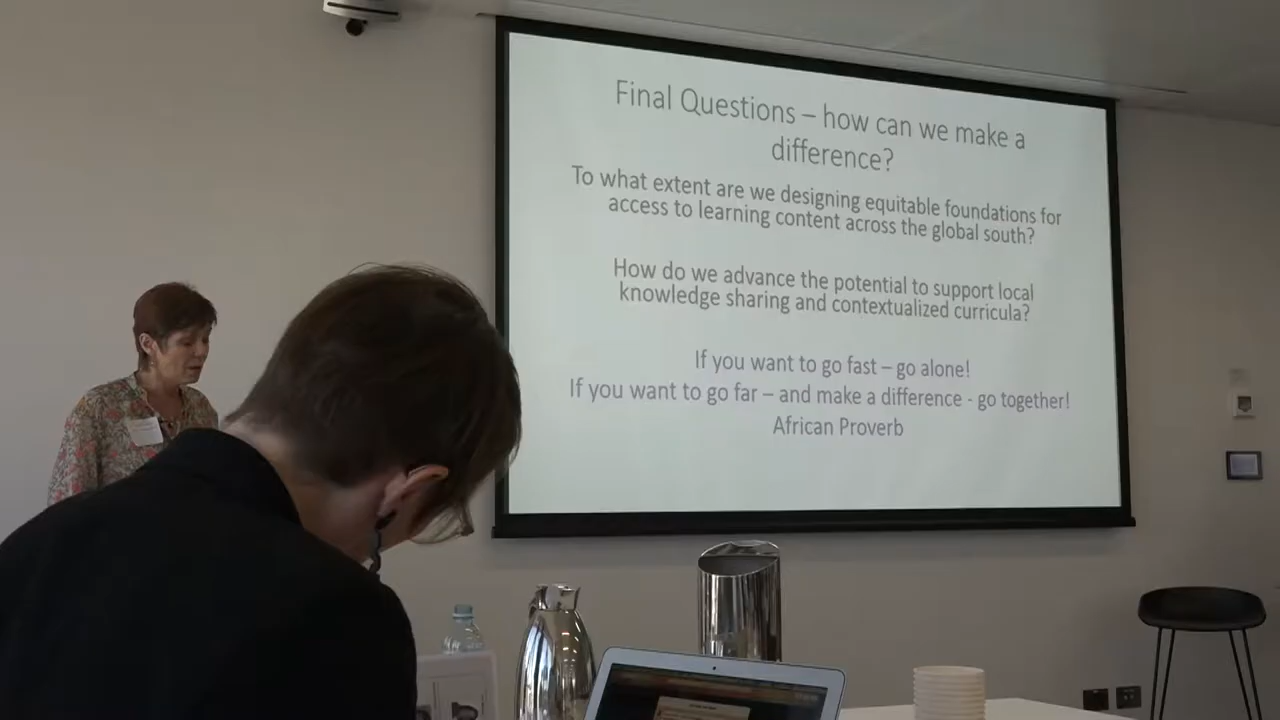 Final Questions – how can we make a
difference?
To what extent are we designing equitable foundations for
access to learning content across the global south?
How do we advance the potential to support local
knowledge sharing and contextualized curricula?
If you want to go fast – go alone!
If you want to go far – and make a difference - go together!
African Proverb